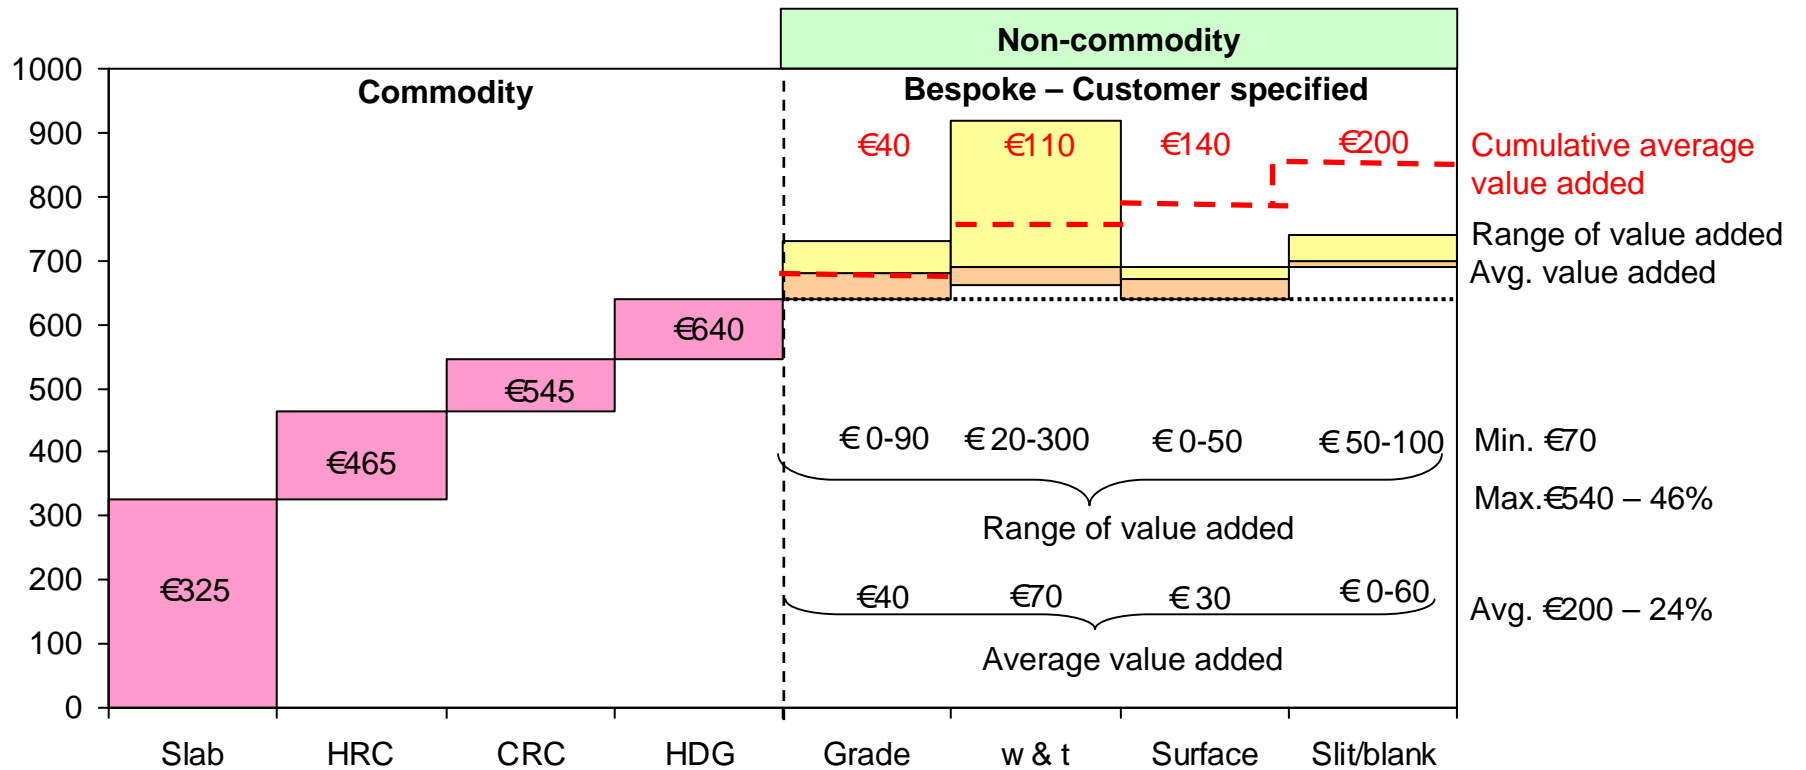 Non-commodity
Commodity
Bespoke – Customer specified
1000
900
800
700
600
500
400
300
200
100
0
€40
€110
€140
€200
Cumulative average
value added
Range of value added
Avg. value added
€640
€545
€465
€325
€ 0-90
€ 20-300
€ 0-50
€ 50-100
Min. €70
Max.€540 – 46%
Range of value added
€40
€70
€ 30
€ 0-60
Avg. €200 – 24%
Average value added
Slab
HRC
CRC
HDG
Grade
w & t
Surface
Slit/blank